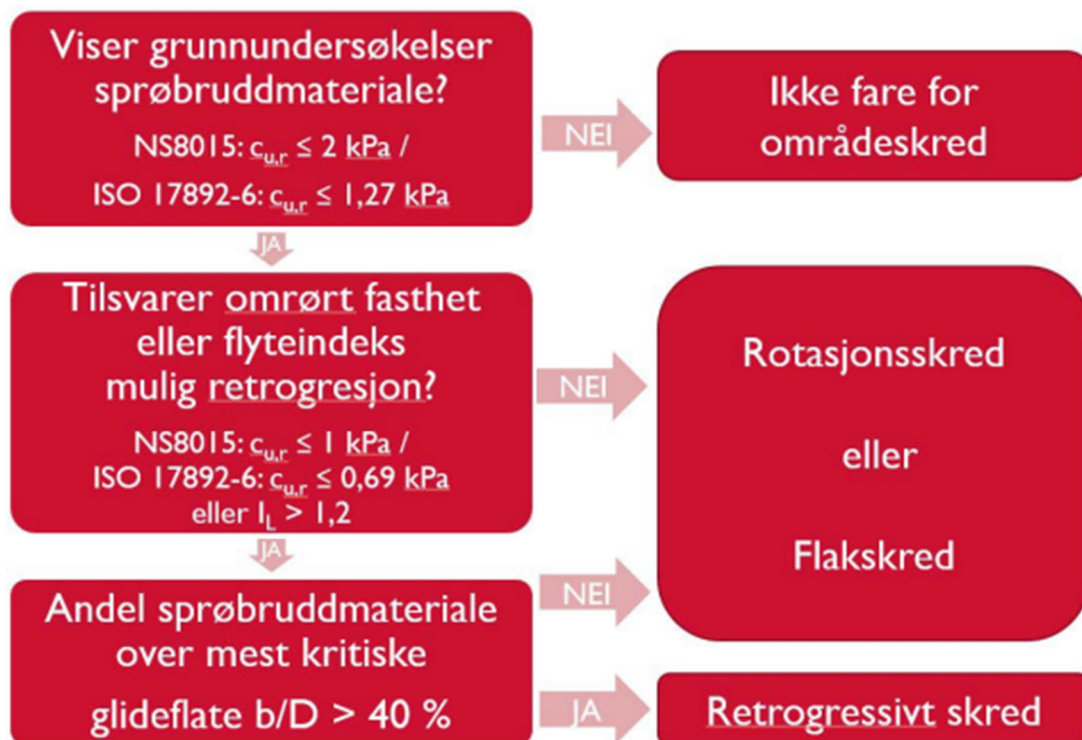 Viser grunnundersøkelser
sprøbruddmateriale?
NS8015: cu,r ≤ 2 kPa /
ISO 17892-6: cu,r ≤ 1,27 kPa
NEI
Ikke fare for
områdeskred
JA
Tilsvarer omrørt fasthet
eller flyteindeks
mulig retrogresjon?
NS8015: cu,r ≤ 1 kPa /
ISO 17892-6: cu,r ≤ 0,69 kPa
eller IL > 1,2
NEI
Rotasjonsskred
eller
Flakskred
JA
Andel sprøbruddmateriale
over mest kritiske
glideflate b/D > 40 %
NEI
JA
Retrogressivt skred